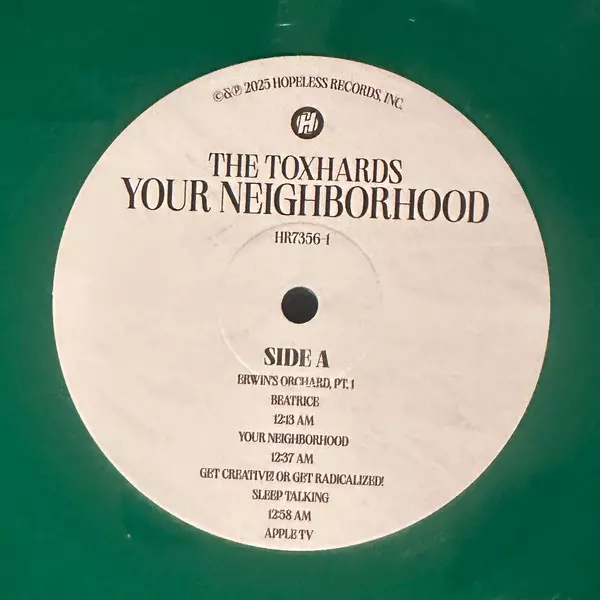 ©&℗ 2025 HOPELESS RECORDS, INC.
H
THE TOXHARDS
YOUR NEIGHBORHOOD
HR7356-1
SIDE A
ERWIN'S ORCHARD, PT. 1
BEATRICE
12:13 AM
YOUR NEIGHBORHOOD
12:37 AM
GET CREATIVE! OR GET RADICALIZED!
SLEEP TALKING
12:58 AM
APPLE TV